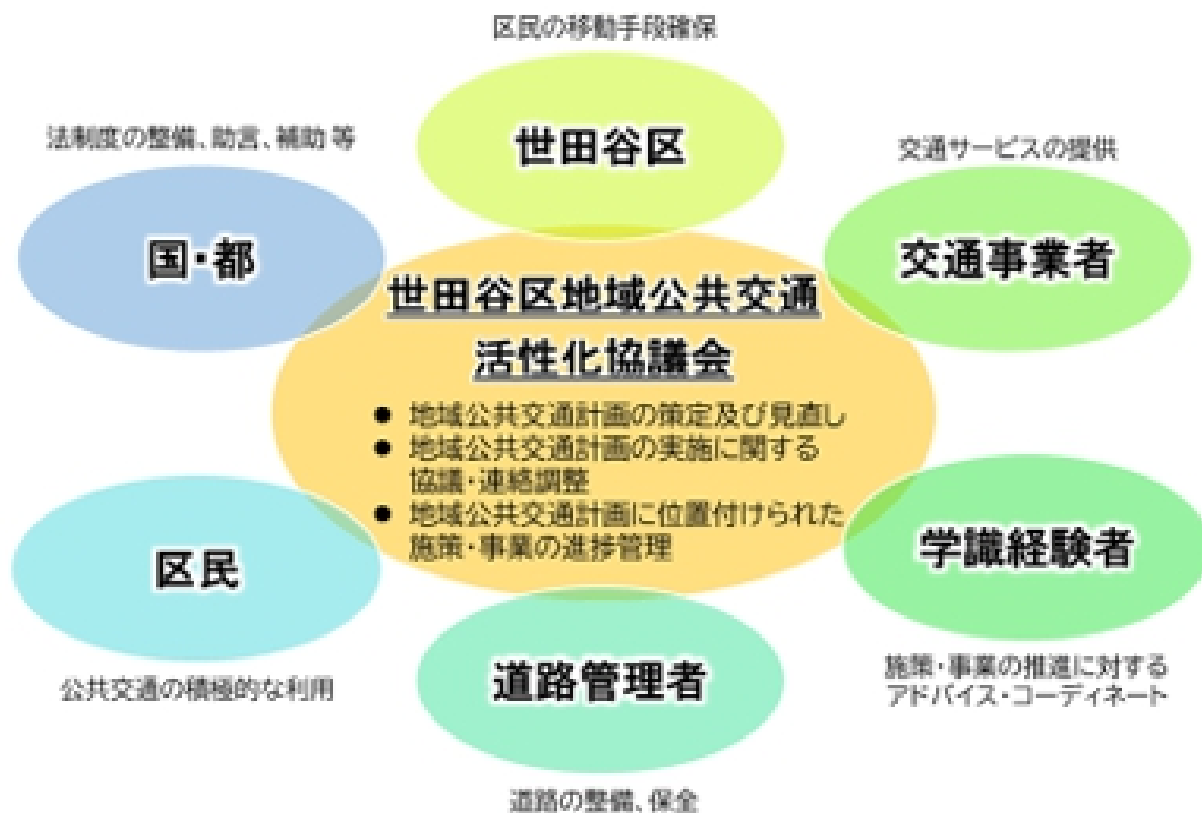 区民の移動手段確保
世田谷区
法制度の整備、助言、補助 等
国・都
交通サービスの提供
交通事業者
世田谷区地域公共交通
活性化協議会
● 地域公共交通計画の策定及び見直し
● 地域公共交通計画の実施に関する
協議・連絡調整
● 地域公共交通計画に位置付けられた
施策・事業の進捗管理
区民
公共交通の積極的な利用
学識経験者
施策・事業の推進に対する
アドバイス・コーディネート
道路管理者
道路の整備、保全